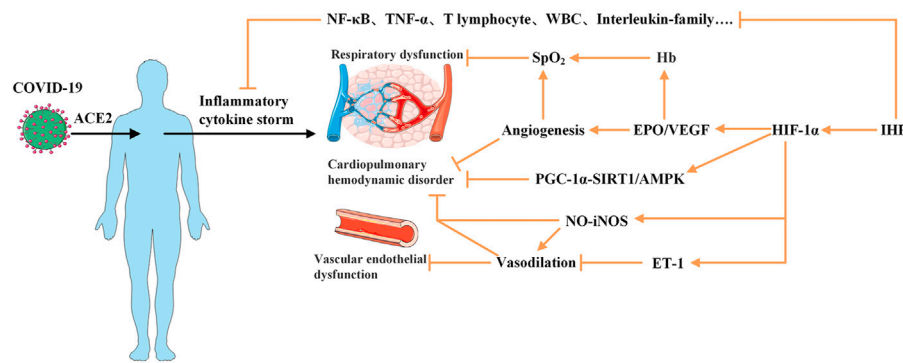 NF-κB、TNF-α、T lymphocyte、WBC、Interleukin-family….
Respiratory dysfunction
SpO₂
Hb
COVID-19
ACE2
Inflammatory
cytokine storm
Angiogenesis
EPO/VEGF
HIF-1α
IHH
Cardiopulmonary
hemodynamic disorder
PGC-1α-SIRT1/AMPK
NO-iNOS
Vascular endothelial
dysfunction
Vasodilation
ET-1